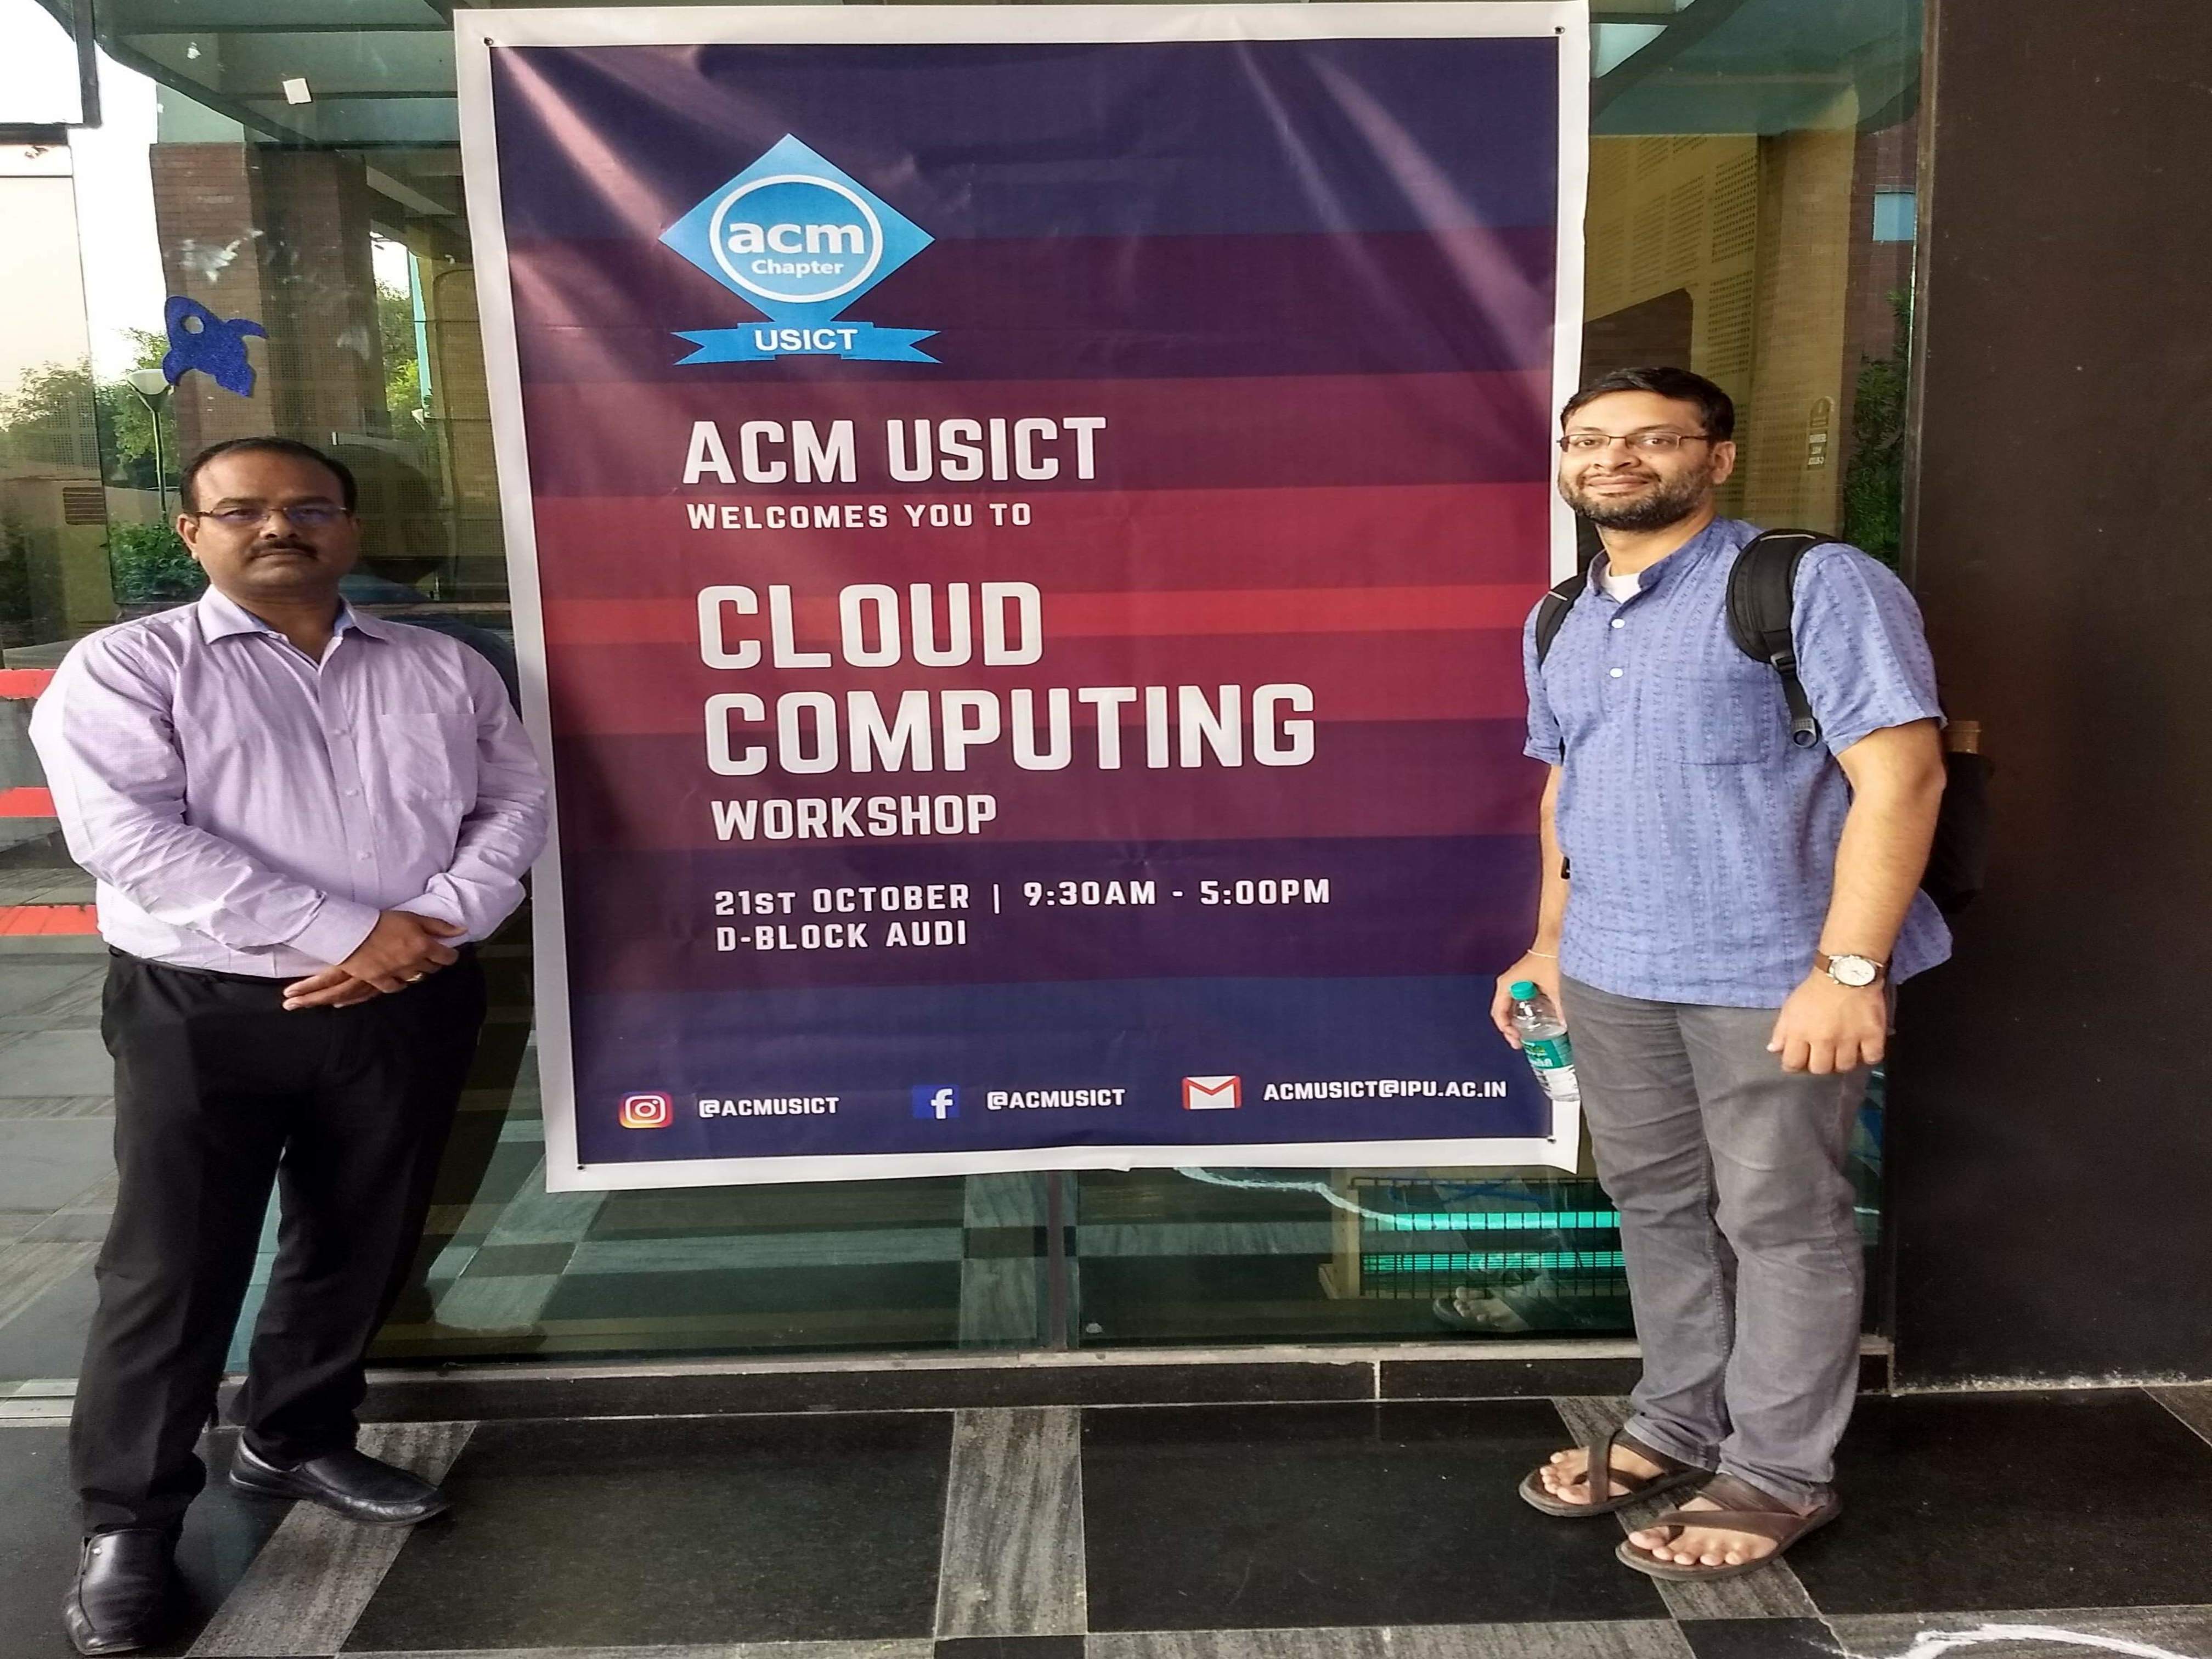 acm
Chapter
USICT
ACM USICT
WELCOMES YOU TO
CLOUD
COMPUTING
WORKSHOP
21ST OCTOBER | 9:30AM - 5:00PM
D-BLOCK AUDI
@ACMUSICT @ACMUSICT ACMUSICT@IPU.AC.IN